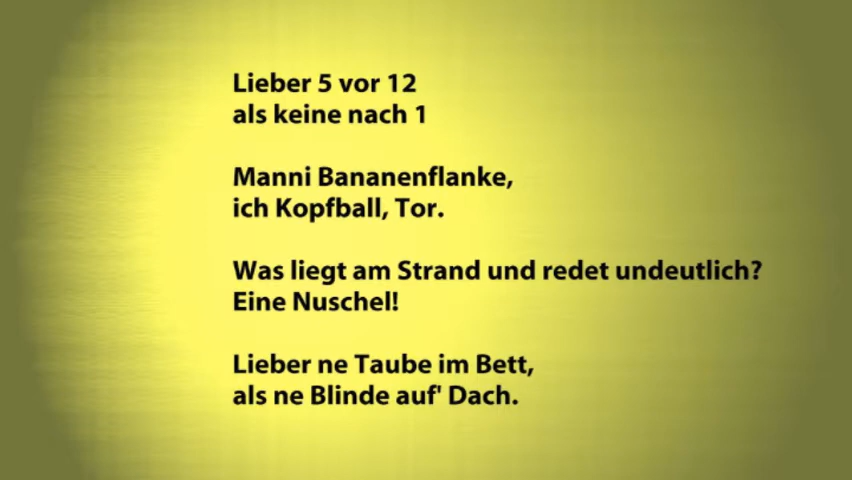 Lieber 5 vor 12
als keine nach 1
Manni Bananenflanke,
ich Kopfball, Tor.
Was liegt am Strand und redet undeutlich?
Eine Nuschel!
Lieber ne Taube im Bett,
als ne Blinde auf' Dach.